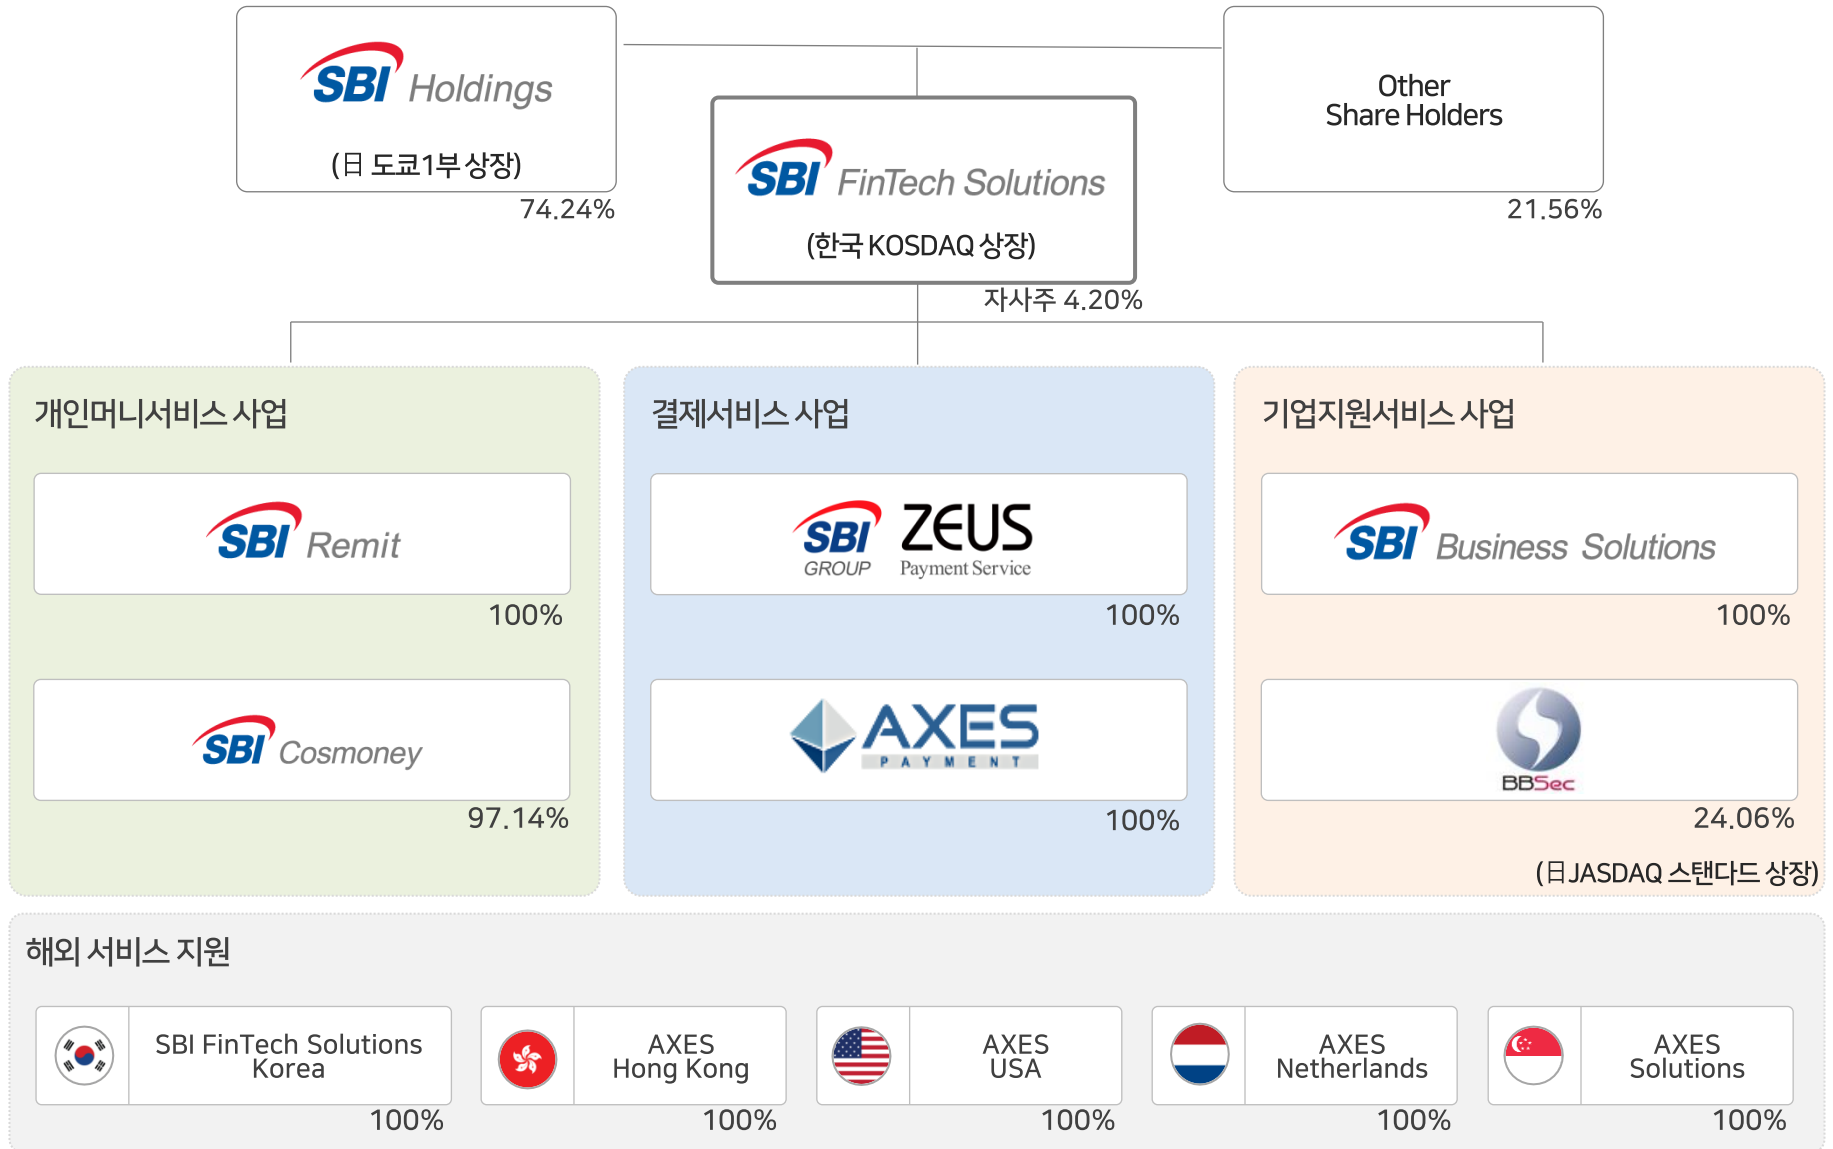 SBI Holdings
(日 도쿄1부 상장)
74.24%
Other
Share Holders
21.56%
SBI FinTech Solutions
(한국 KOSDAQ 상장)
자사주 4.20%
개인머니서비스 사업
SBI Remit
100%
SBI Cosmoney
97.14%
결제서비스 사업
SBI GROUP
ZEUS
Payment Service
100%
AXES
PAYMENT
100%
기업지원서비스 사업
SBI Business Solutions
100%
BBSec
24.06%
(日JASDAQ 스탠다드 상장)
해외 서비스 지원
SBI FinTech Solutions
Korea
100%
AXES
Hong Kong
100%
AXES
USA
100%
AXES
Netherlands
100%
AXES
Solutions
100%